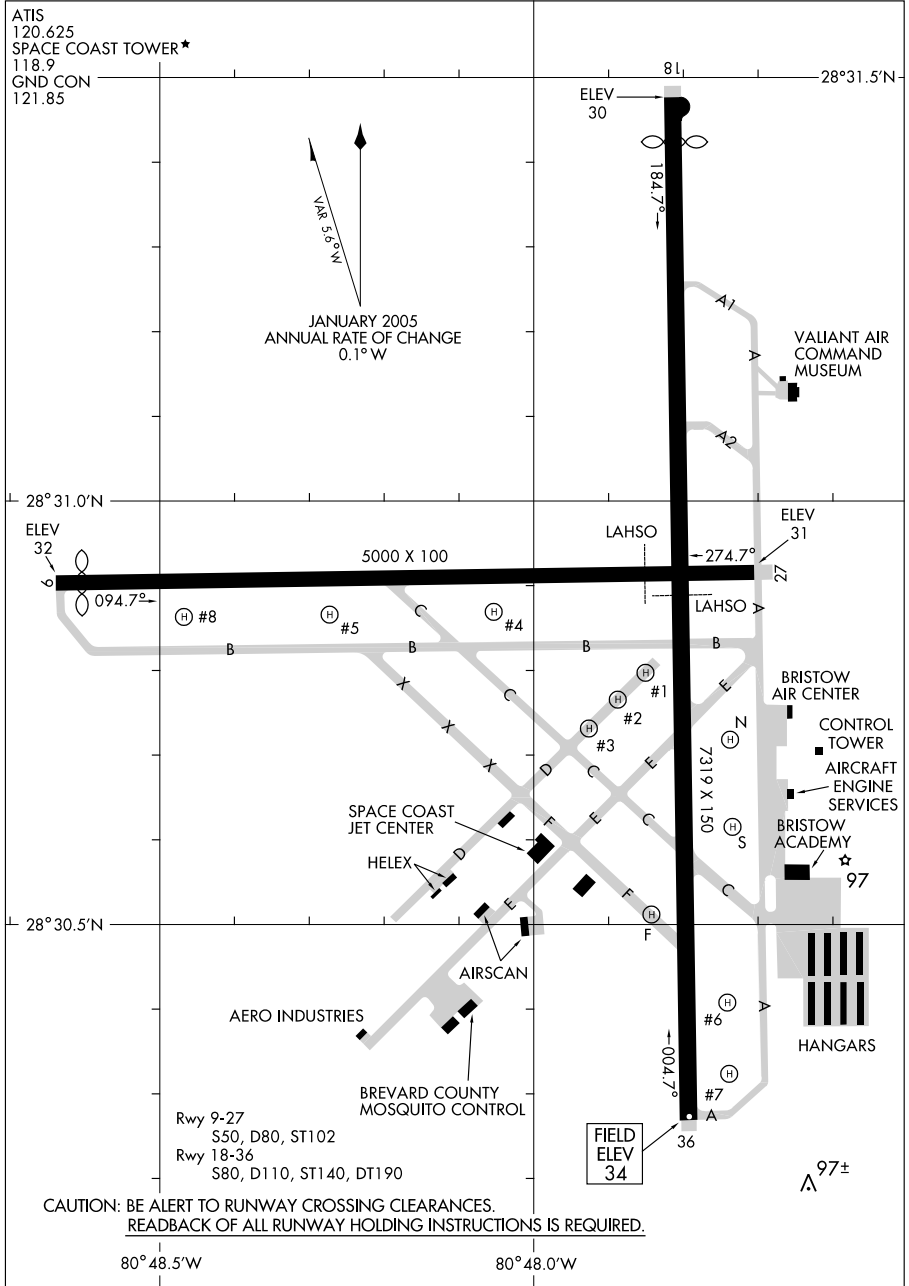 ATIS
120.625
SPACE COAST TOWER★
118.9
GND CON
121.85
18
28°31.5'N
ELEV
30
184.7°
VAR 5.6° W
JANUARY 2005
ANNUAL RATE OF CHANGE
0.1° W
A1
A
VALIANT AIR
COMMAND
MUSEUM
A2
28°31.0'N
ELEV
32
LAHSO
ELEV
31
5000 X 100
274.7°
9
27
094.7°
LAHSO
A
H #8
H #5
H #4
C
B
B
B
B
X
C
H #1
E
BRISTOW
AIR CENTER
H #2
N
H
H #3
CONTROL
TOWER
X
X
D
C
E
7319 X 150
AIRCRAFT
ENGINE
SERVICES
SPACE COAST
JET CENTER
F
E
C
H
S
BRISTOW
ACADEMY
HELEX
D
97
E
F
C
H
F
28°30.5'N
AIRSCAN
AERO INDUSTRIES
H
#6
A
HANGARS
004.7°
BREVARD COUNTY
MOSQUITO CONTROL
H
#7
A
Rwy 9-27
S50, D80, ST102
Rwy 18-36
S80, D110, ST140, DT190
FIELD
ELEV
34
36
97±
CAUTION: BE ALERT TO RUNWAY CROSSING CLEARANCES.
READBACK OF ALL RUNWAY HOLDING INSTRUCTIONS IS REQUIRED.
80°48.5'W
80°48.0'W